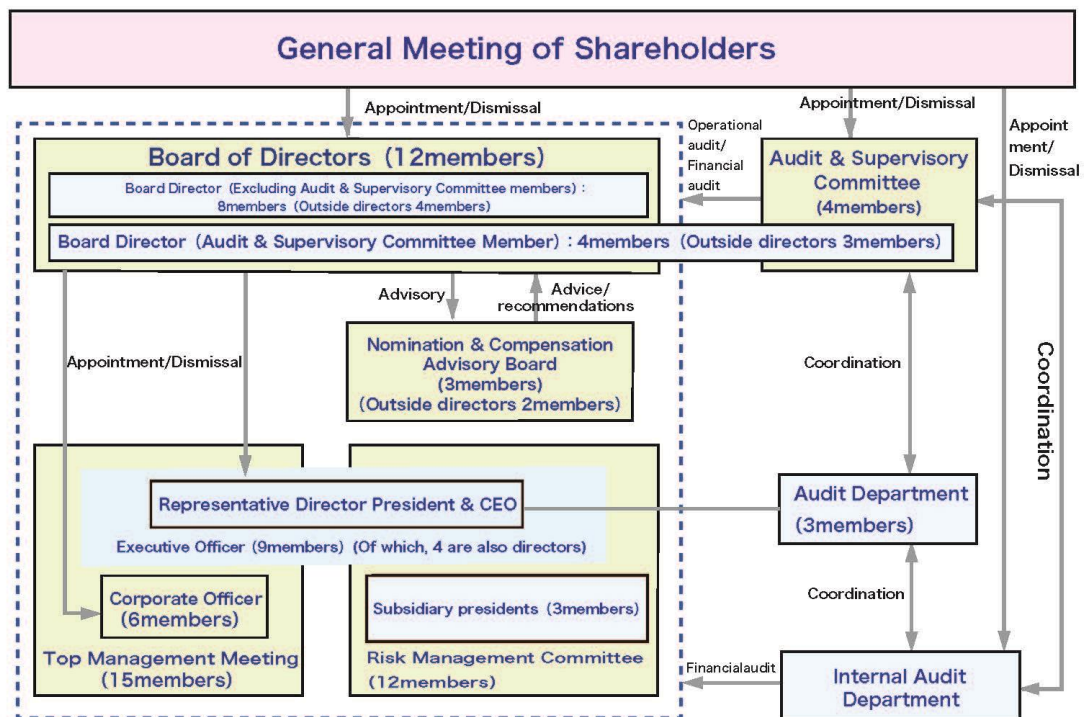 General Meeting of Shareholders
Appointment/Dismissal
Appointment/Dismissal
Appoint
ment/
Dismissal
Operational
audit/
Financial
audit
Board of Directors (12members)
Board Director (Excluding Audit & Supervisory Committee members) :
8members (Outside directors 4members)
Board Director (Audit & Supervisory Committee Member) : 4members (Outside directors 3members)
Audit & Supervisory
Committee
(4members)
Advisory
Advice/
recommendations
Appointment/Dismissal
Nomination & Compensation
Advisory Board
(3members)
(Outside directors 2members)
Coordination
Coordination
Representative Director President & CEO
Executive Officer (9members) (Of which, 4 are also directors)
Audit Department
(3members)
Corporate Officer
(6members)
Subsidiary presidents (3members)
Coordination
Top Management Meeting
(15members)
Risk Management Committee
(12members)
Financialaudit
Internal Audit
Department